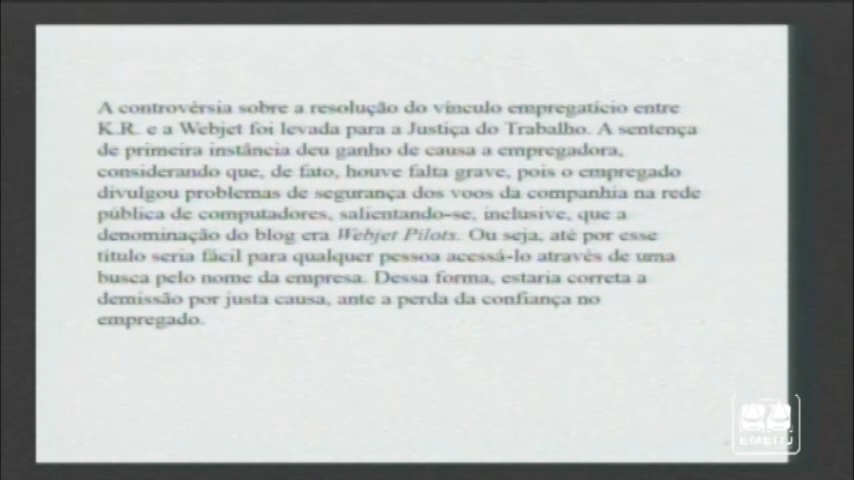 A controvérsia sobre a resolução do vínculo empregatício entre
K.R. e a Webjet foi levada para a Justiça do Trabalho. A sentença
de primeira instância deu ganho de causa a empregadora,
considerando que, de fato, houve falta grave, pois o empregado
divulgou problemas de segurança dos voos da companhia na rede
pública de computadores, salientando-se, inclusive, que a
denominação do blog era Webjet Pilots. Ou seja, até por esse
título seria fácil para qualquer pessoa acessá-lo através de uma
busca pelo nome da empresa. Dessa forma, estaria correta a
demissão por justa causa, ante a perda da confiança no
empregado.
EMERJ